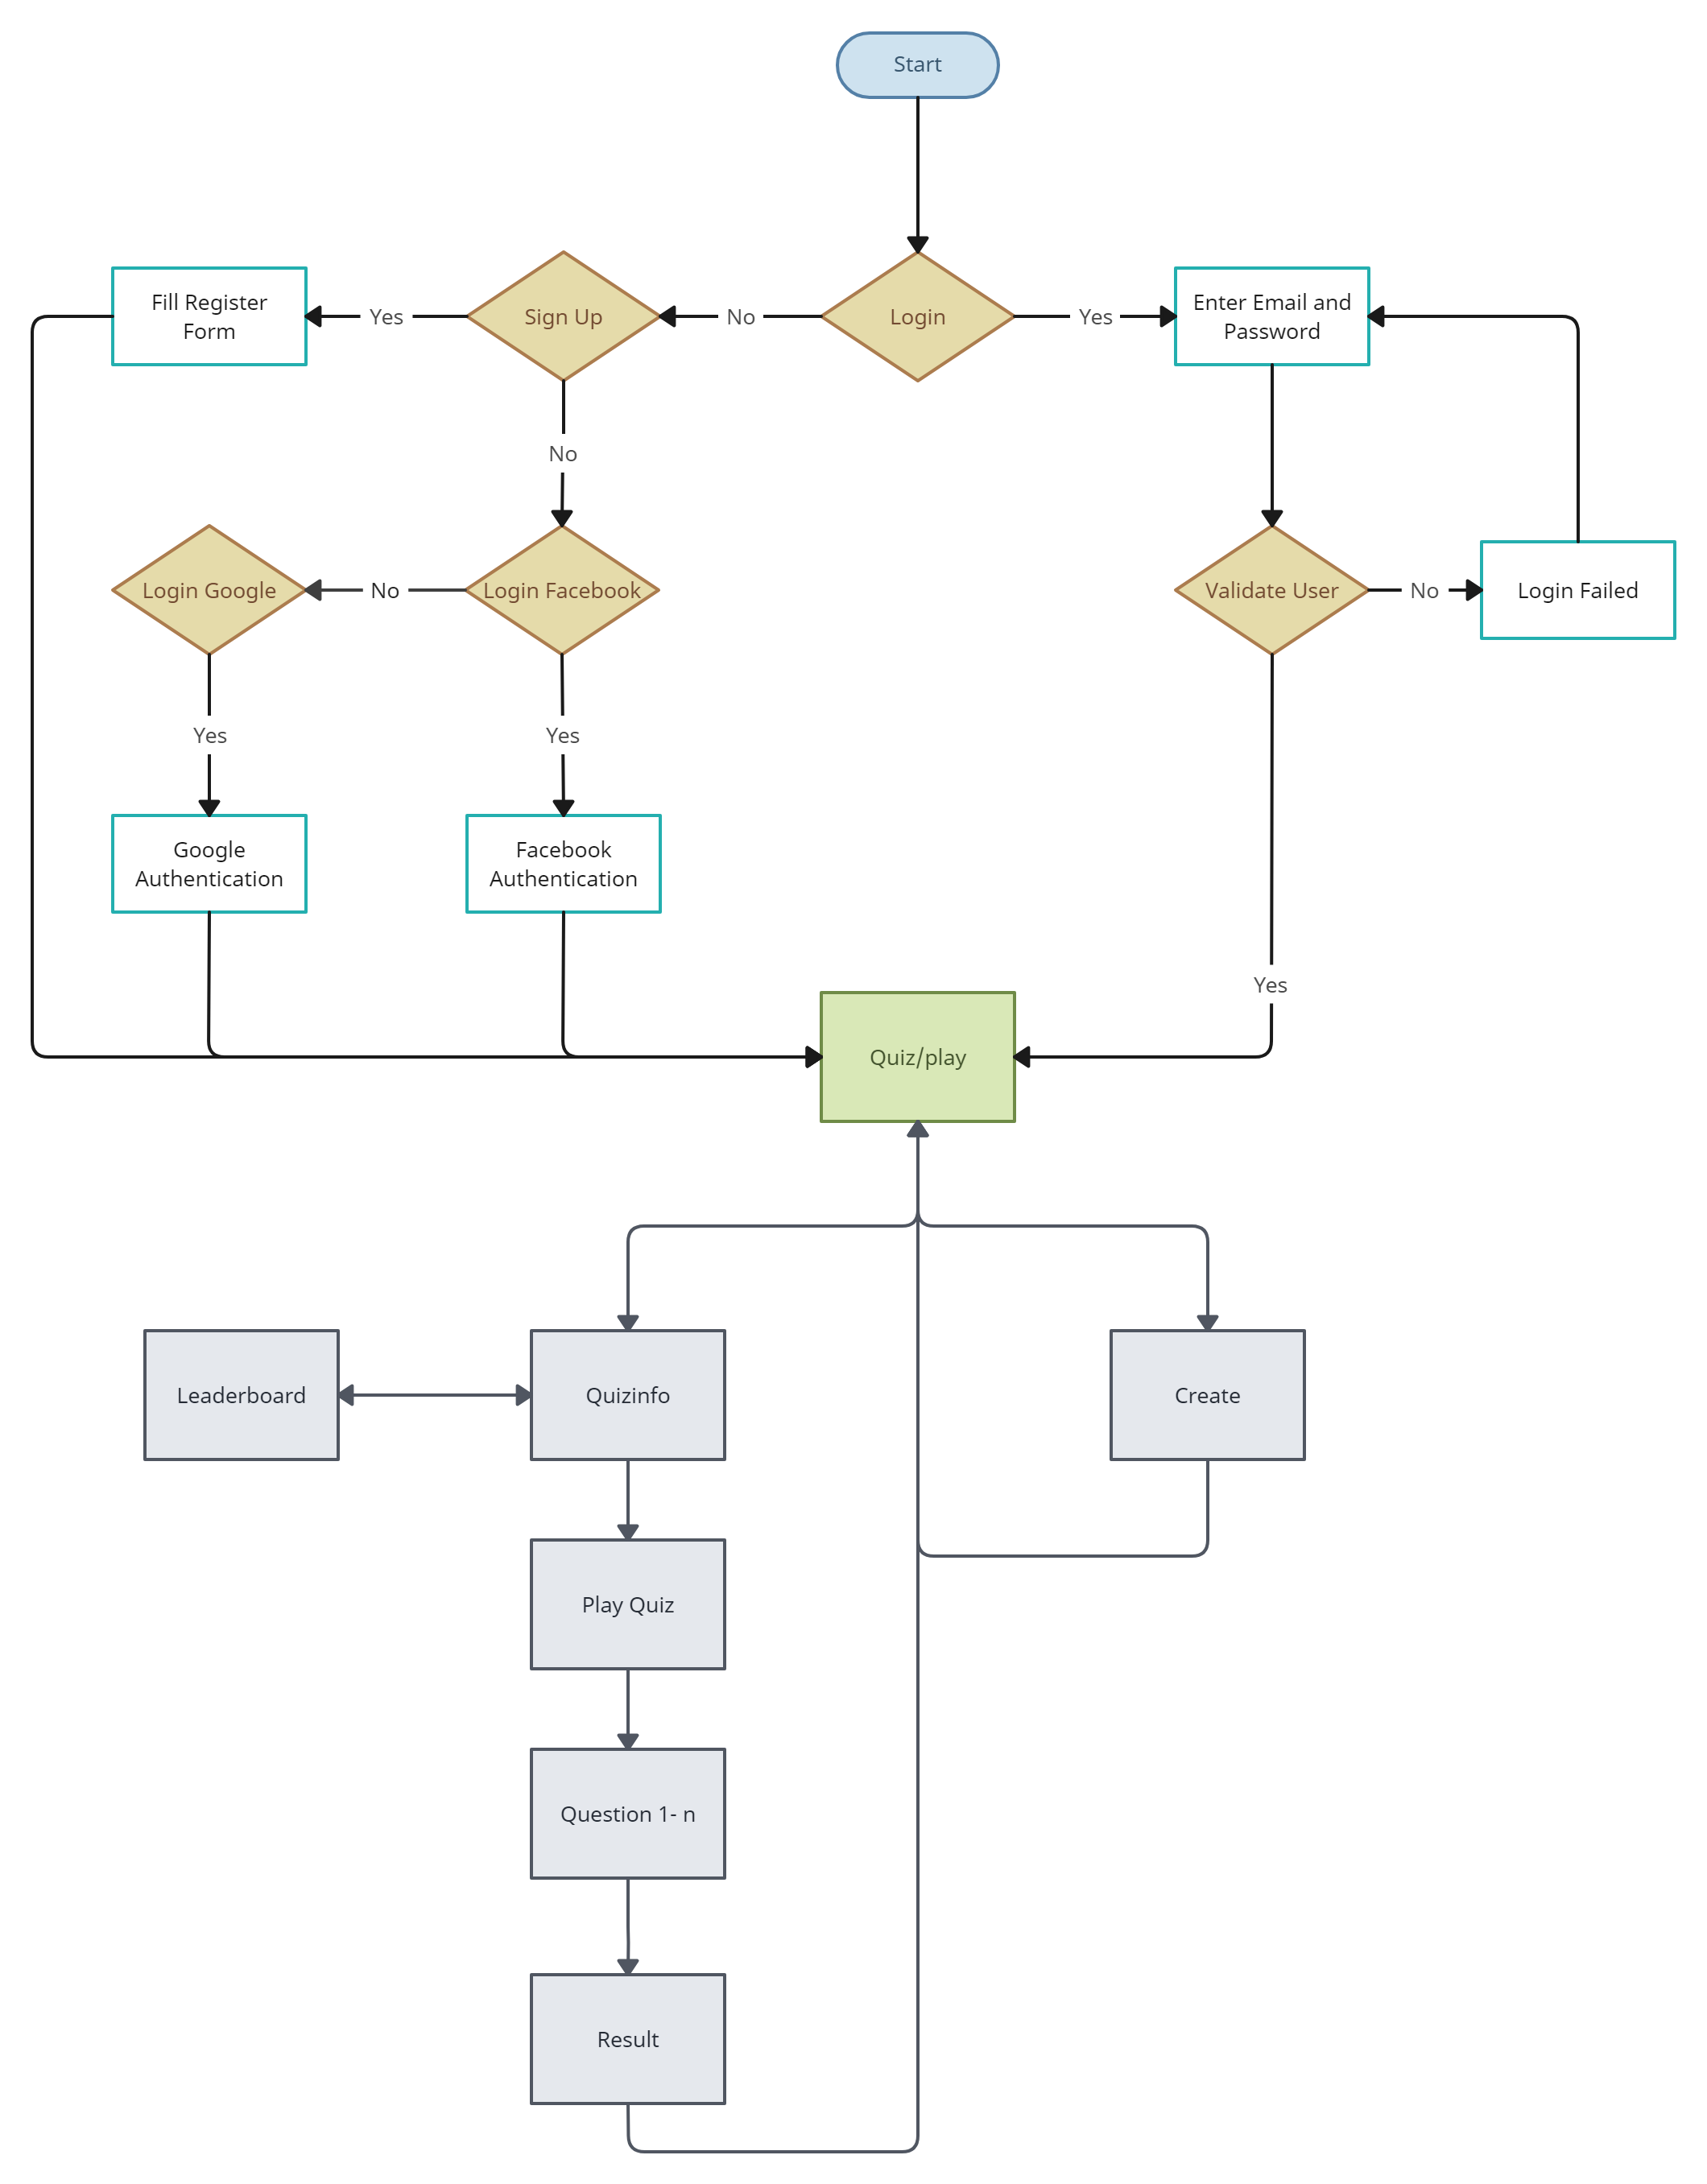 Start
Fill Register
Form
Yes
Sign Up
No
Login
Yes
Enter Email and
Password
No
Login Google
No
Login Facebook
Validate User
No
Login Failed
Yes
Yes
Google
Authentication
Facebook
Authentication
Yes
Quiz/play
Leaderboard
Quizinfo
Create
Play Quiz
Question 1- n
Result